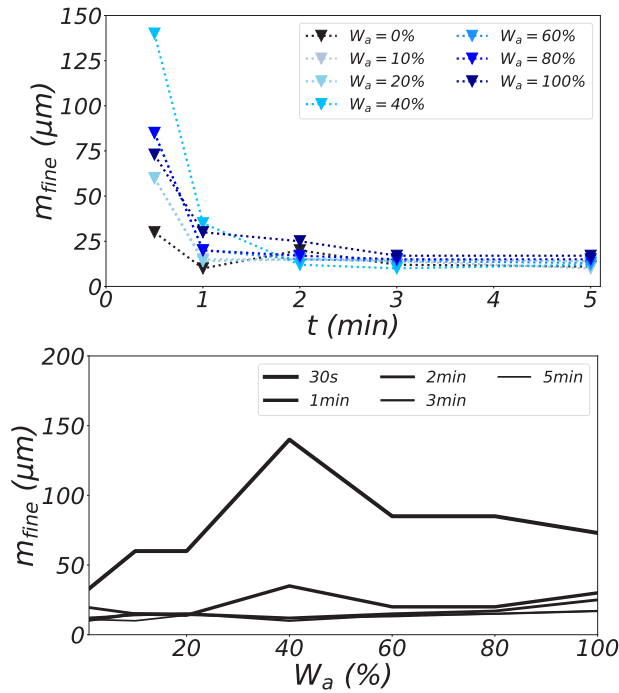 150
125
100
75
50
25
0
m_fine (μm)
W_a = 0%
W_a = 10%
W_a = 20%
W_a = 40%
W_a = 60%
W_a = 80%
W_a = 100%
0 1 2 3 4 5
t (min)
200
150
100
50
0
m_fine (μm)
30s
1min
2min
3min
5min
20 40 60 80 100
W_a (%)